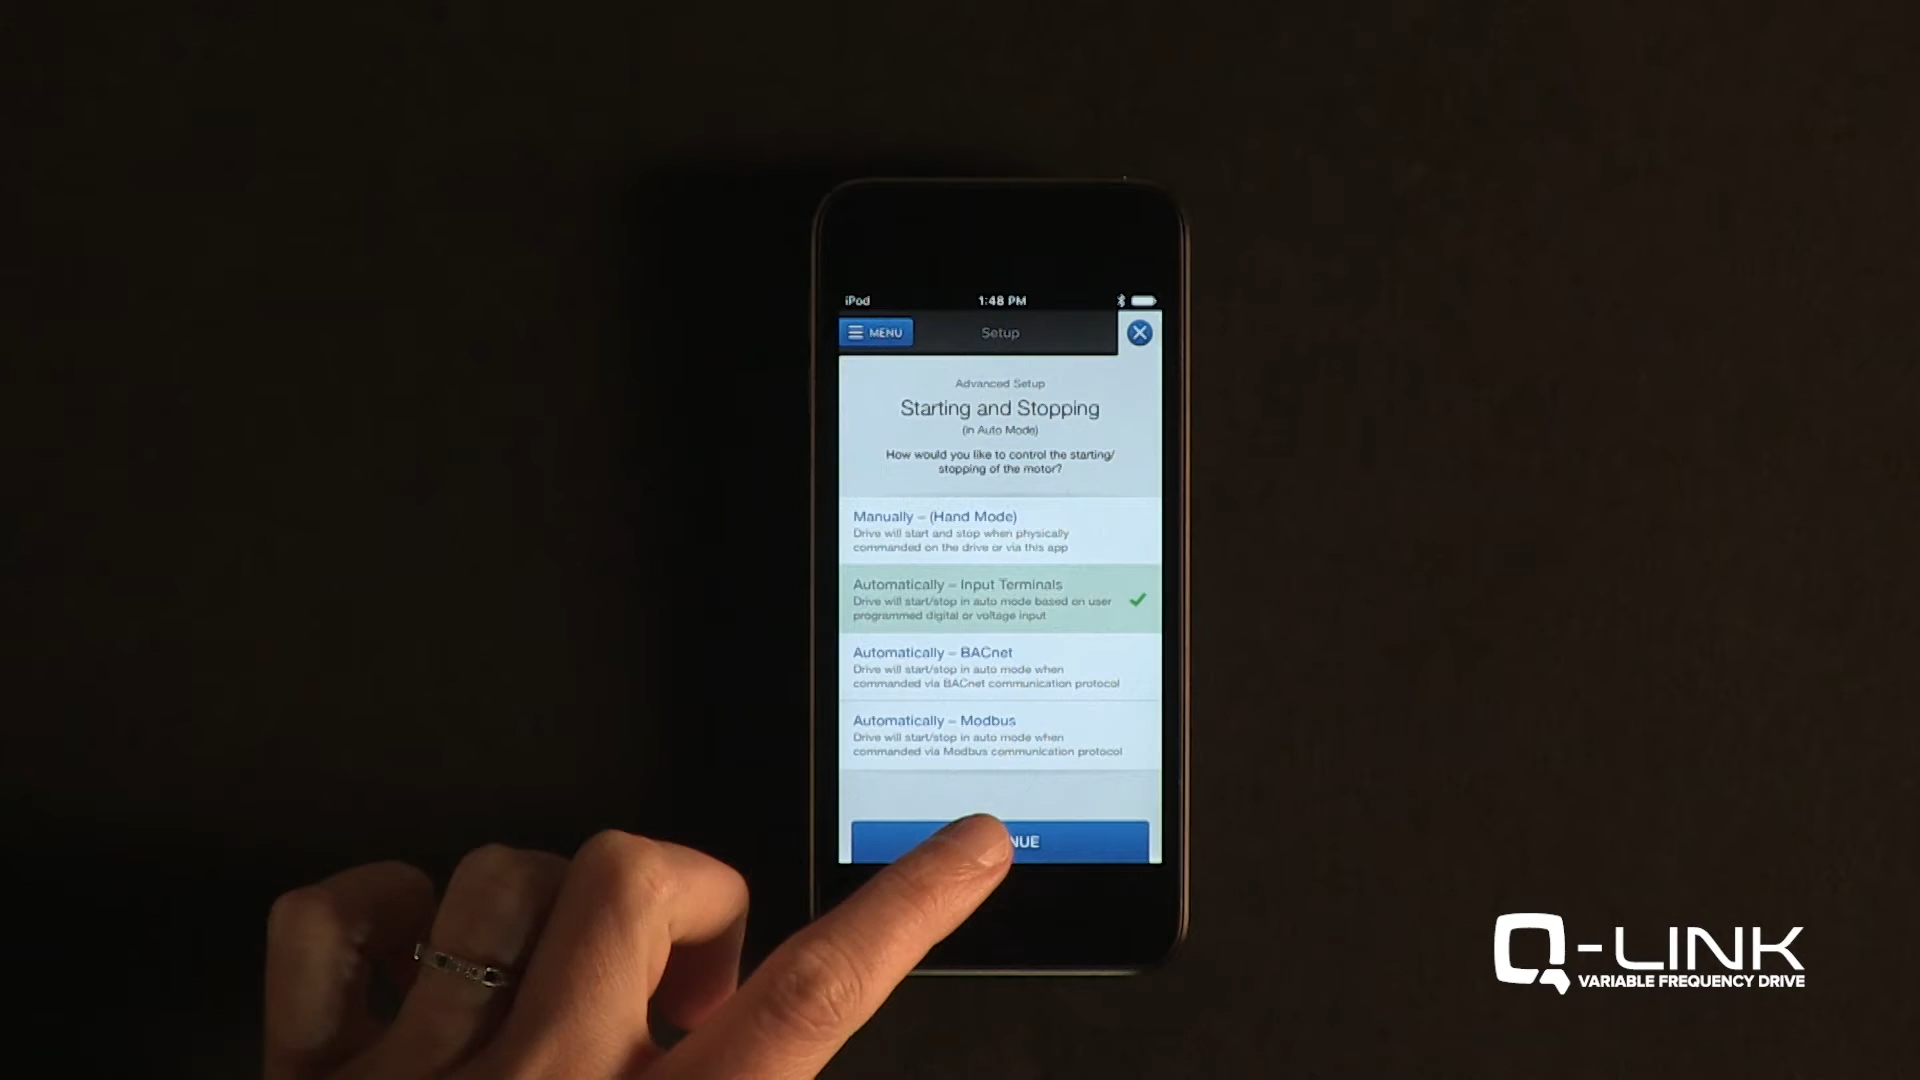 iPod
1:48 PM
MENU
Setup
Advanced Setup
Starting and Stopping
(in Auto Mode)
How would you like to control the starting/
stopping of the motor?
Manually – (Hand Mode)
Drive will start and stop when physically
commanded on the drive or via this app
Automatically – Input Terminals
Drive will start/stop in auto mode based on user
programmed digital or voltage input
Automatically – BACnet
Drive will start/stop in auto mode when
commanded via BACnet communication protocol
Automatically – Modbus
Drive will start/stop in auto mode when
commanded via Modbus communication protocol
NUE
Q-LINK
VARIABLE FREQUENCY DRIVE